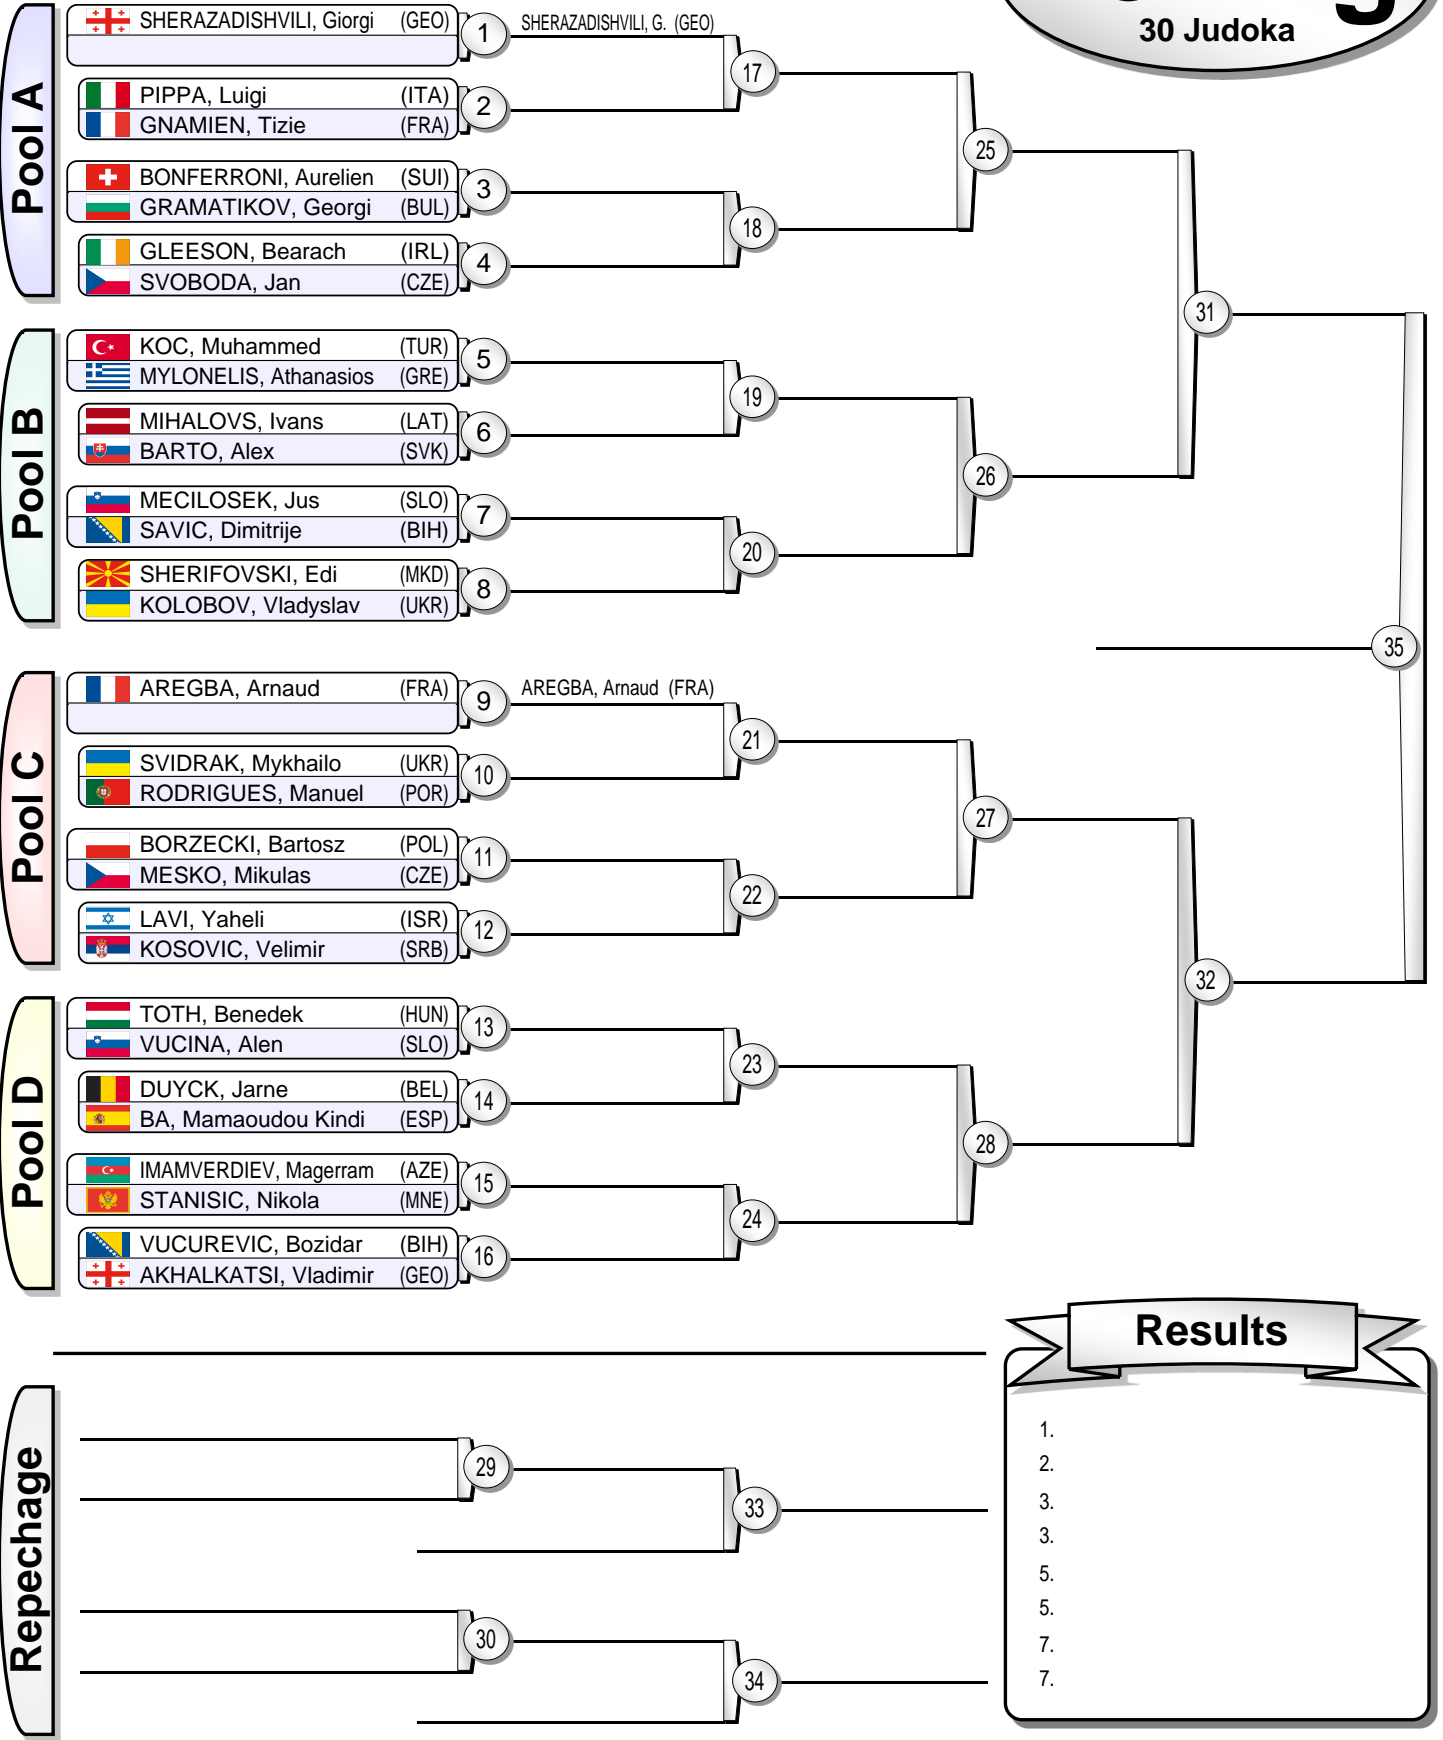 30 Judoka
Pool A
SHERAZADISHVILI, Giorgi (GEO)
1
SHERAZADISHVILI, G. (GEO)
PIPPA, Luigi (ITA)
GNAMIEN, Tizie (FRA)
2
17
BONFERRONI, Aurelien (SUI)
GRAMATIKOV, Georgi (BUL)
3
GLEESON, Bearach (IRL)
SVOBODA, Jan (CZE)
4
18
25
Pool B
KOC, Muhammed (TUR)
MYLONELIS, Athanasios (GRE)
5
MIHALOVS, Ivans (LAT)
BARTO, Alex (SVK)
6
19
MECILOSEK, Jus (SLO)
SAVIC, Dimitrije (BIH)
7
SHERIFOVSKI, Edi (MKD)
KOLOBOV, Vladyslav (UKR)
8
20
26
31
35
Pool C
AREGBA, Arnaud (FRA)
9
AREGBA, Arnaud (FRA)
SVIDRAK, Mykhailo (UKR)
RODRIGUES, Manuel (POR)
10
21
BORZECKI, Bartosz (POL)
MESKO, Mikulas (CZE)
11
LAVI, Yaheli (ISR)
KOSOVIC, Velimir (SRB)
12
22
27
Pool D
TOTH, Benedek (HUN)
VUCINA, Alen (SLO)
13
DUYCK, Jarne (BEL)
BA, Mamaoudou Kindi (ESP)
14
23
IMAMVERDIEV, Magerram (AZE)
STANISIC, Nikola (MNE)
15
VUCUREVIC, Bozidar (BIH)
AKHALKATSI, Vladimir (GEO)
16
24
28
32
Repechage
29
33
30
34
Results
1.
2.
3.
3.
5.
5.
7.
7.